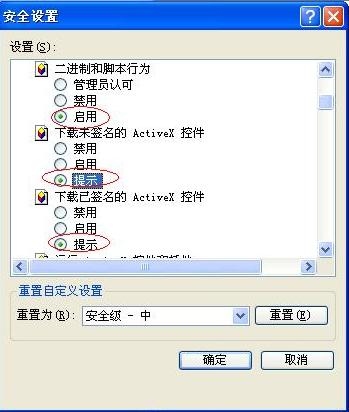 安全设置
设置(S):
二进制和脚本行为
管理员认可
禁用
启用
下载未签名的 ActiveX 控件
禁用
启用
提示
下载已签名的 ActiveX 控件
禁用
启用
提示
重置自定义设置
重置为(R): 安全级 - 中 重置(E)
确定 取消